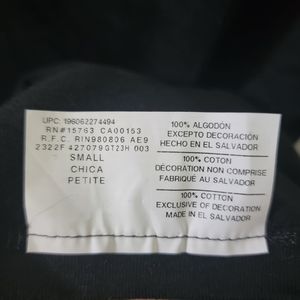 UPC: 196062274494
RN#15763 CA00153
R.F.C. RIN980806 AE9
2322F 427079GT23H 003
SMALL
CHICA
PETITE
100% ALGODÓN
EXCEPTO DECORACIÓN
HECHO EN EL SALVADOR
100% COTON
DÉCORATION NON COMPRISE
FABRIQUÉ AU SALVADOR
100% COTTON
EXCLUSIVE OF DECORATION
MADE IN EL SALVADOR